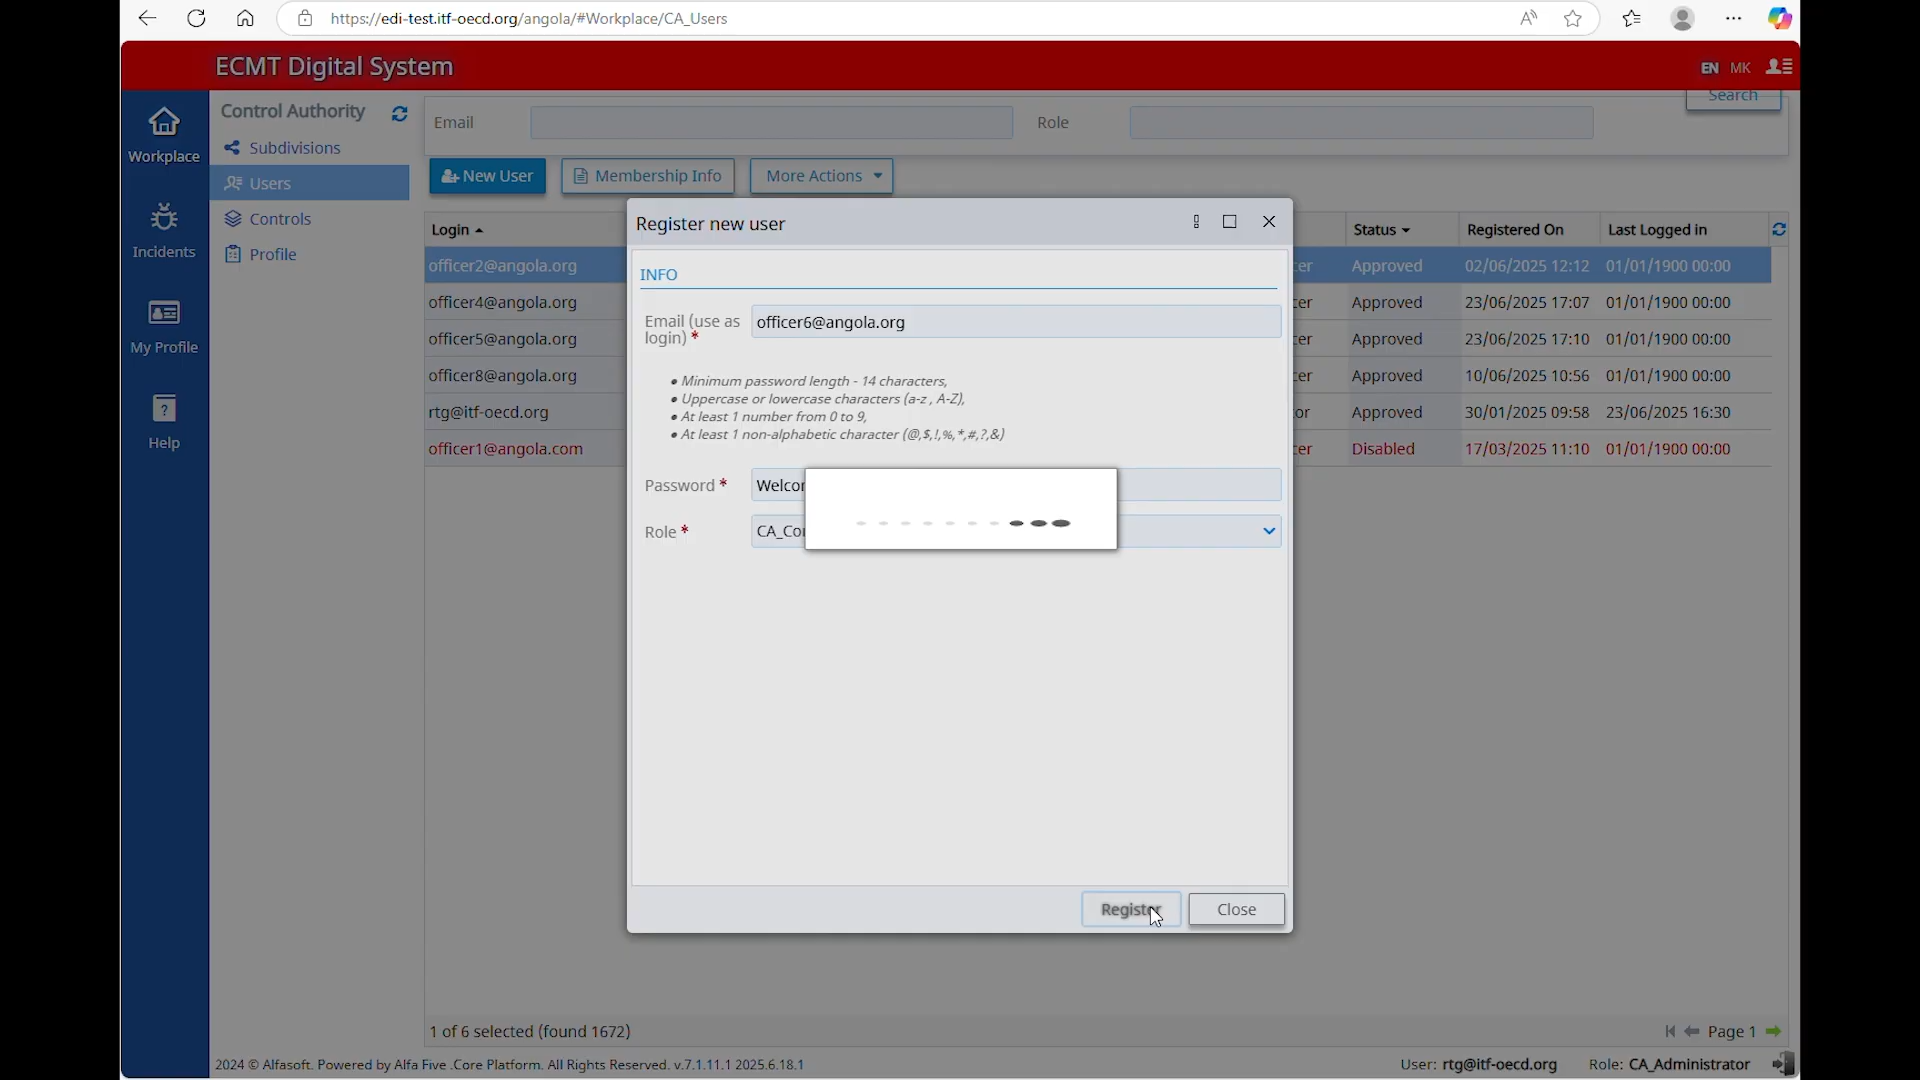 https://edi-test.itf-oecd.org/angola/#Workplace/CA_Users
ECMT Digital System
EN MK
Workplace
Incidents
My Profile
Help
Control Authority
Subdivisions
Users
Controls
Profile
Email
Role
Search
New User
Membership Info
More Actions
Login
Status
Registered On
Last Logged in
officer2@angola.org cer Approved 02/06/2025 12:12 01/01/1900 00:00
officer4@angola.org cer Approved 23/06/2025 17:07 01/01/1900 00:00
officer5@angola.org cer Approved 23/06/2025 17:10 01/01/1900 00:00
officer8@angola.org cer Approved 10/06/2025 10:56 01/01/1900 00:00
rtg@itf-oecd.org or Approved 30/01/2025 09:58 23/06/2025 16:30
officer1@angola.com cer Disabled 17/03/2025 11:10 01/01/1900 00:00
Register new user
INFO
Email (use as
login) *
officer6@angola.org
• Minimum password length - 14 characters,
• Uppercase or lowercase characters (a-z , A-Z),
• At least 1 number from 0 to 9,
• At least 1 non-alphabetic character (@,$,!,%,*,#,?,&)
Password *
Role *
Register
Close
1 of 6 selected (found 1672)
Page 1
2024 © Alfasoft. Powered by Alfa Five .Core Platform. All Rights Reserved. v.7.1.11.1 2025.6.18.1
User: rtg@itf-oecd.org
Role: CA_Administrator